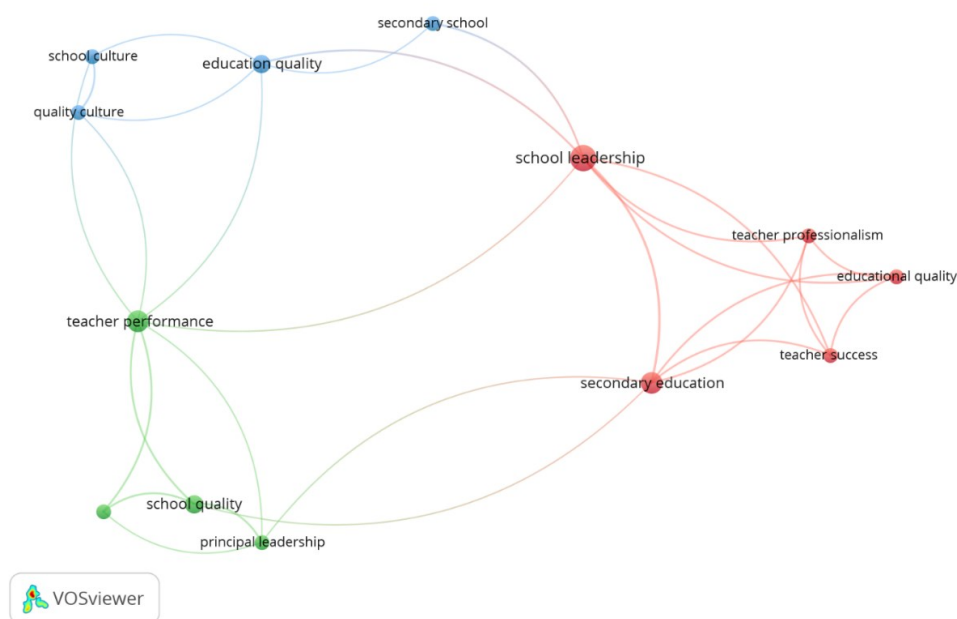 secondary school
school culture
education quality
quality culture
school leadership
teacher professionalism
educational quality
teacher performance
teacher success
secondary education
school quality
principal leadership
VOSviewer